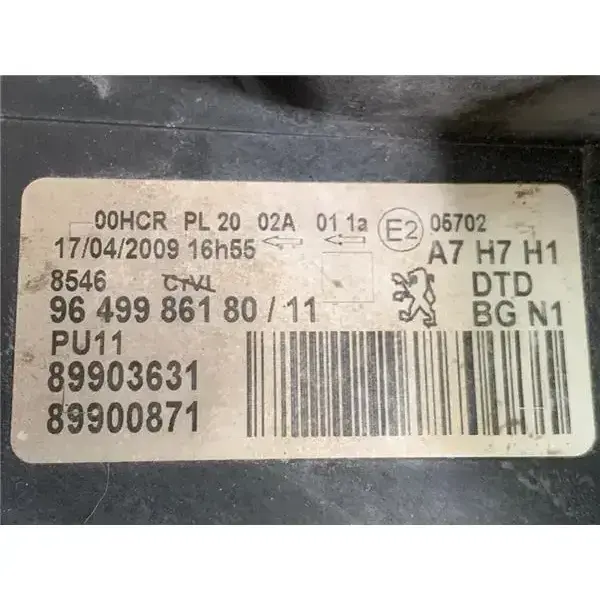 00HCR PL 20 02A 01 1a E2 05702
17/04/2009 16h55 A7 H7 H1
8546 CTVL DTD
96 499 861 80 / 11 BG N1
PU11
89903631
89900871